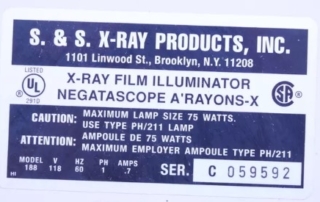 S. & S. X-RAY PRODUCTS, INC.
1101 Linwood St., Brooklyn, N.Y. 11208
LISTED
UL
291D
X-RAY FILM ILLUMINATOR
NEGATASCOPE A'RAYONS-X
CAUTION: MAXIMUM LAMP SIZE 75 WATTS.
USE TYPE PH/211 LAMP
ATTENTION: AMPOULE DE 75 WATTS
MAXIMUM EMPLOYER AMPOULE TYPE PH/211
MODEL V HZ PH AMPS
188 118 60 1 .7
SER. C 059592